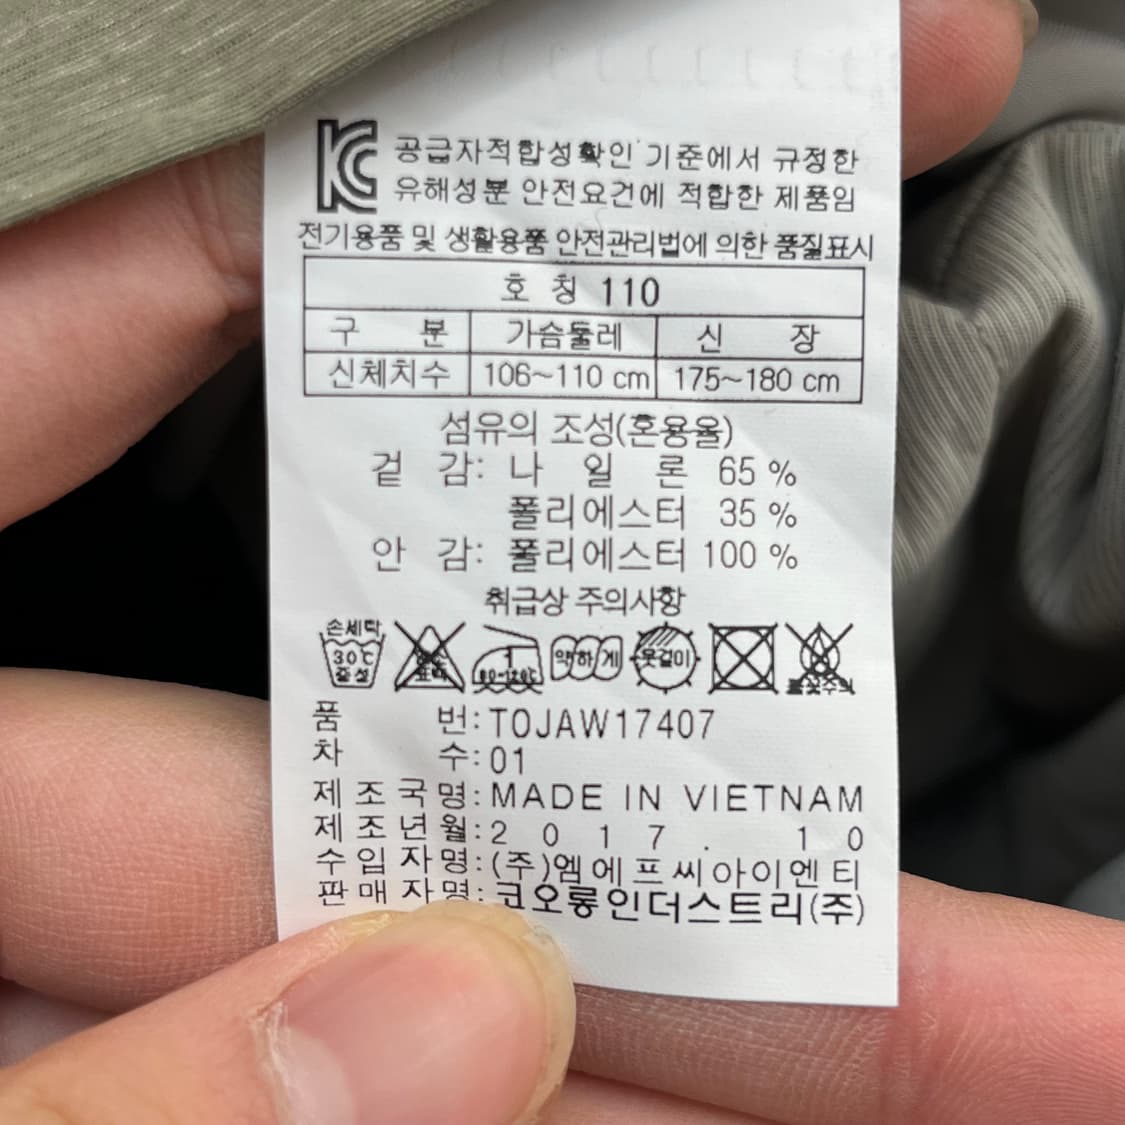 KC 공급자적합성확인 기준에서 규정한
유해성분 안전요건에 적합한 제품임
전기용품 및 생활용품 안전관리법에 의한 품질표시
호 칭 110
구 분 가슴둘레 신 장
신체치수 106~110 cm 175~180 cm
섬유의 조성(혼용율)
겉 감: 나 일 론 65 %
폴리에스터 35 %
안 감: 폴리에스터 100 %
취급상 주의사항
손세탁
30℃
중성
80-120℃
약하게
옷걸이
품 번: TOJAW17407
차 수: 01
제조국명: MADE IN VIETNAM
제조년월: 2017. 10
수입자명: (주)엠에프씨아이엔티
판매자명: 코오롱인더스트리(주)